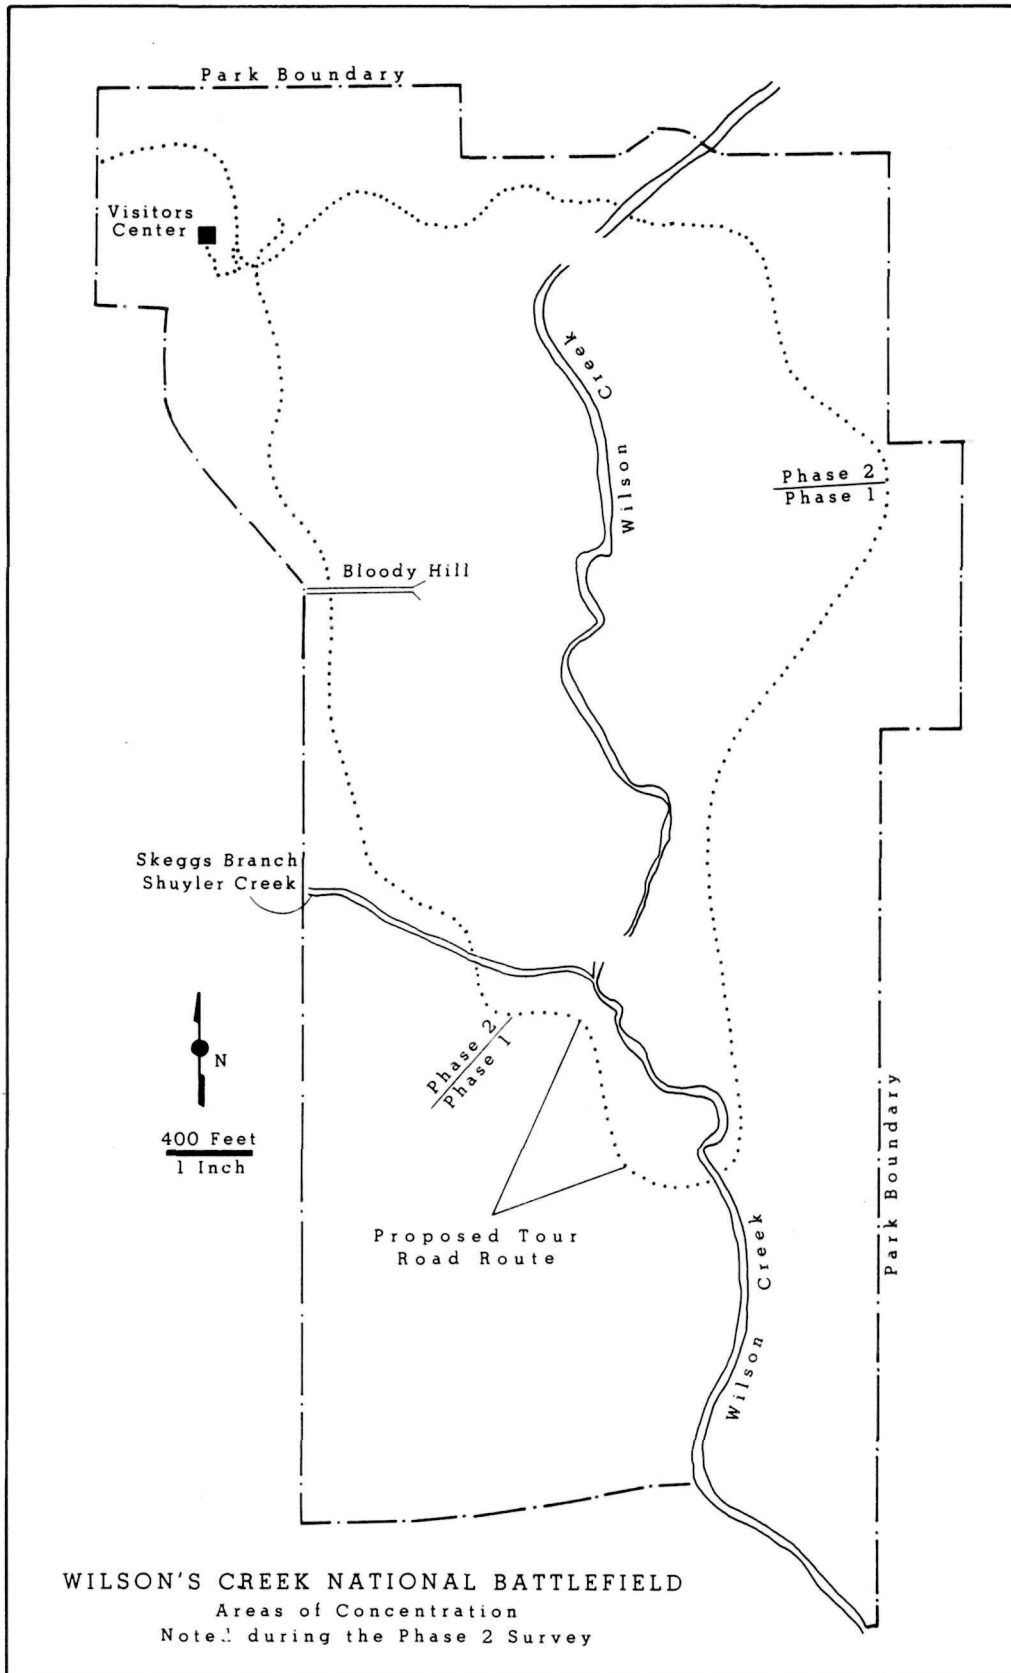 Park Boundary
Visitors
Center
Wilson Creek
Phase 2
Phase 1
Bloody Hill
Skeggs Branch
Shuyler Creek
Phase 2
Phase 1
N
400 Feet
1 Inch
Park Boundary
Proposed Tour
Road Route
Wilson Creek
WILSON'S CREEK NATIONAL BATTLEFIELD
Areas of Concentration
Noted during the Phase 2 Survey